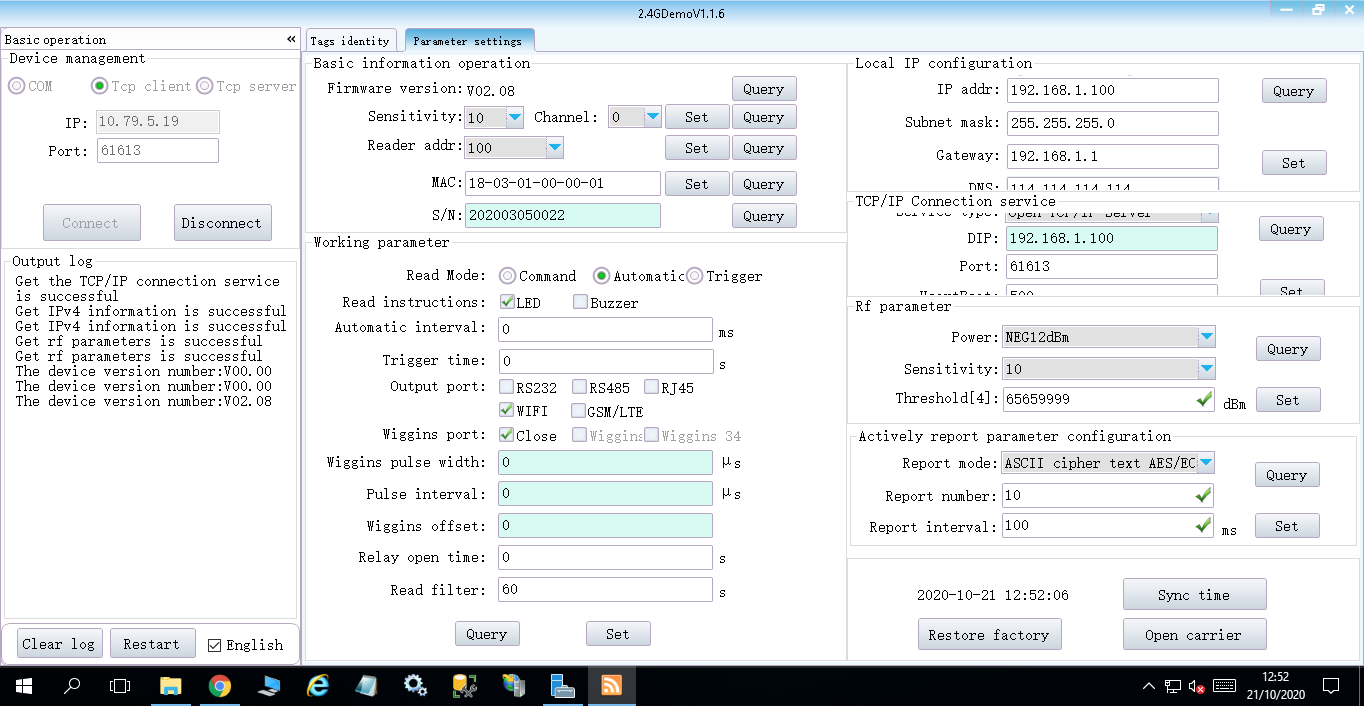 2.4GDemoV1.1.6
Basic operation «
Device management
COM Tcp client Tcp server
IP: 10.79.5.19
Port: 61613
Connect Disconnect
Output log
Get the TCP/IP connection service
is successful
Get IPv4 information is successful
Get IPv4 information is successful
Get rf parameters is successful
Get rf parameters is successful
The device version number:V00.00
The device version number:V00.00
The device version number:V02.08
Clear log Restart English
Tags identity Parameter settings
Basic information operation
Firmware version: V02.08 Query
Sensitivity: 10 Channel: 0 Set Query
Reader addr: 100 Set Query
MAC: 18-03-01-00-00-01 Set Query
S/N: 202003050022 Query
Working parameter
Read Mode: Command Automatic Trigger
Read instructions: LED Buzzer
Automatic interval: 0 ms
Trigger time: 0 s
Output port: RS232 RS485 RJ45
WIFI GSM/LTE
Wiggins port: Close Wiggins Wiggins 34
Wiggins pulse width: 0 μs
Pulse interval: 0 μs
Wiggins offset: 0
Relay open time: 0 s
Read filter: 60 s
Query Set
Local IP configuration
IP addr: 192.168.1.100 Query
Subnet mask: 255.255.255.0
Gateway: 192.168.1.1 Set
DNS: 114.114.114.114
TCP/IP Connection service
Service type: Open TCP/IP Server
DIP: 192.168.1.100 Query
Port: 61613
HeartBeat: 500 Set
Rf parameter
Power: NEG12dBm Query
Sensitivity: 10
Threshold[4]: 65659999 dBm Set
Actively report parameter configuration
Report mode: ASCII cipher text AES/EC Query
Report number: 10
Report interval: 100 ms Set
2020-10-21 12:52:06 Sync time
Restore factory Open carrier
12:52
21/10/2020